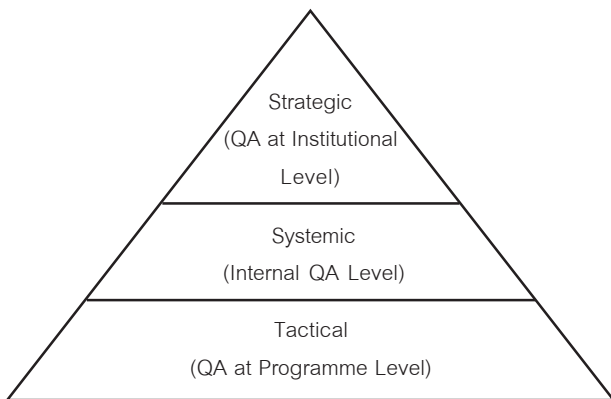 Strategic
(QA at Institutional
Level)
Systemic
(Internal QA Level)
Tactical
(QA at Programme Level)